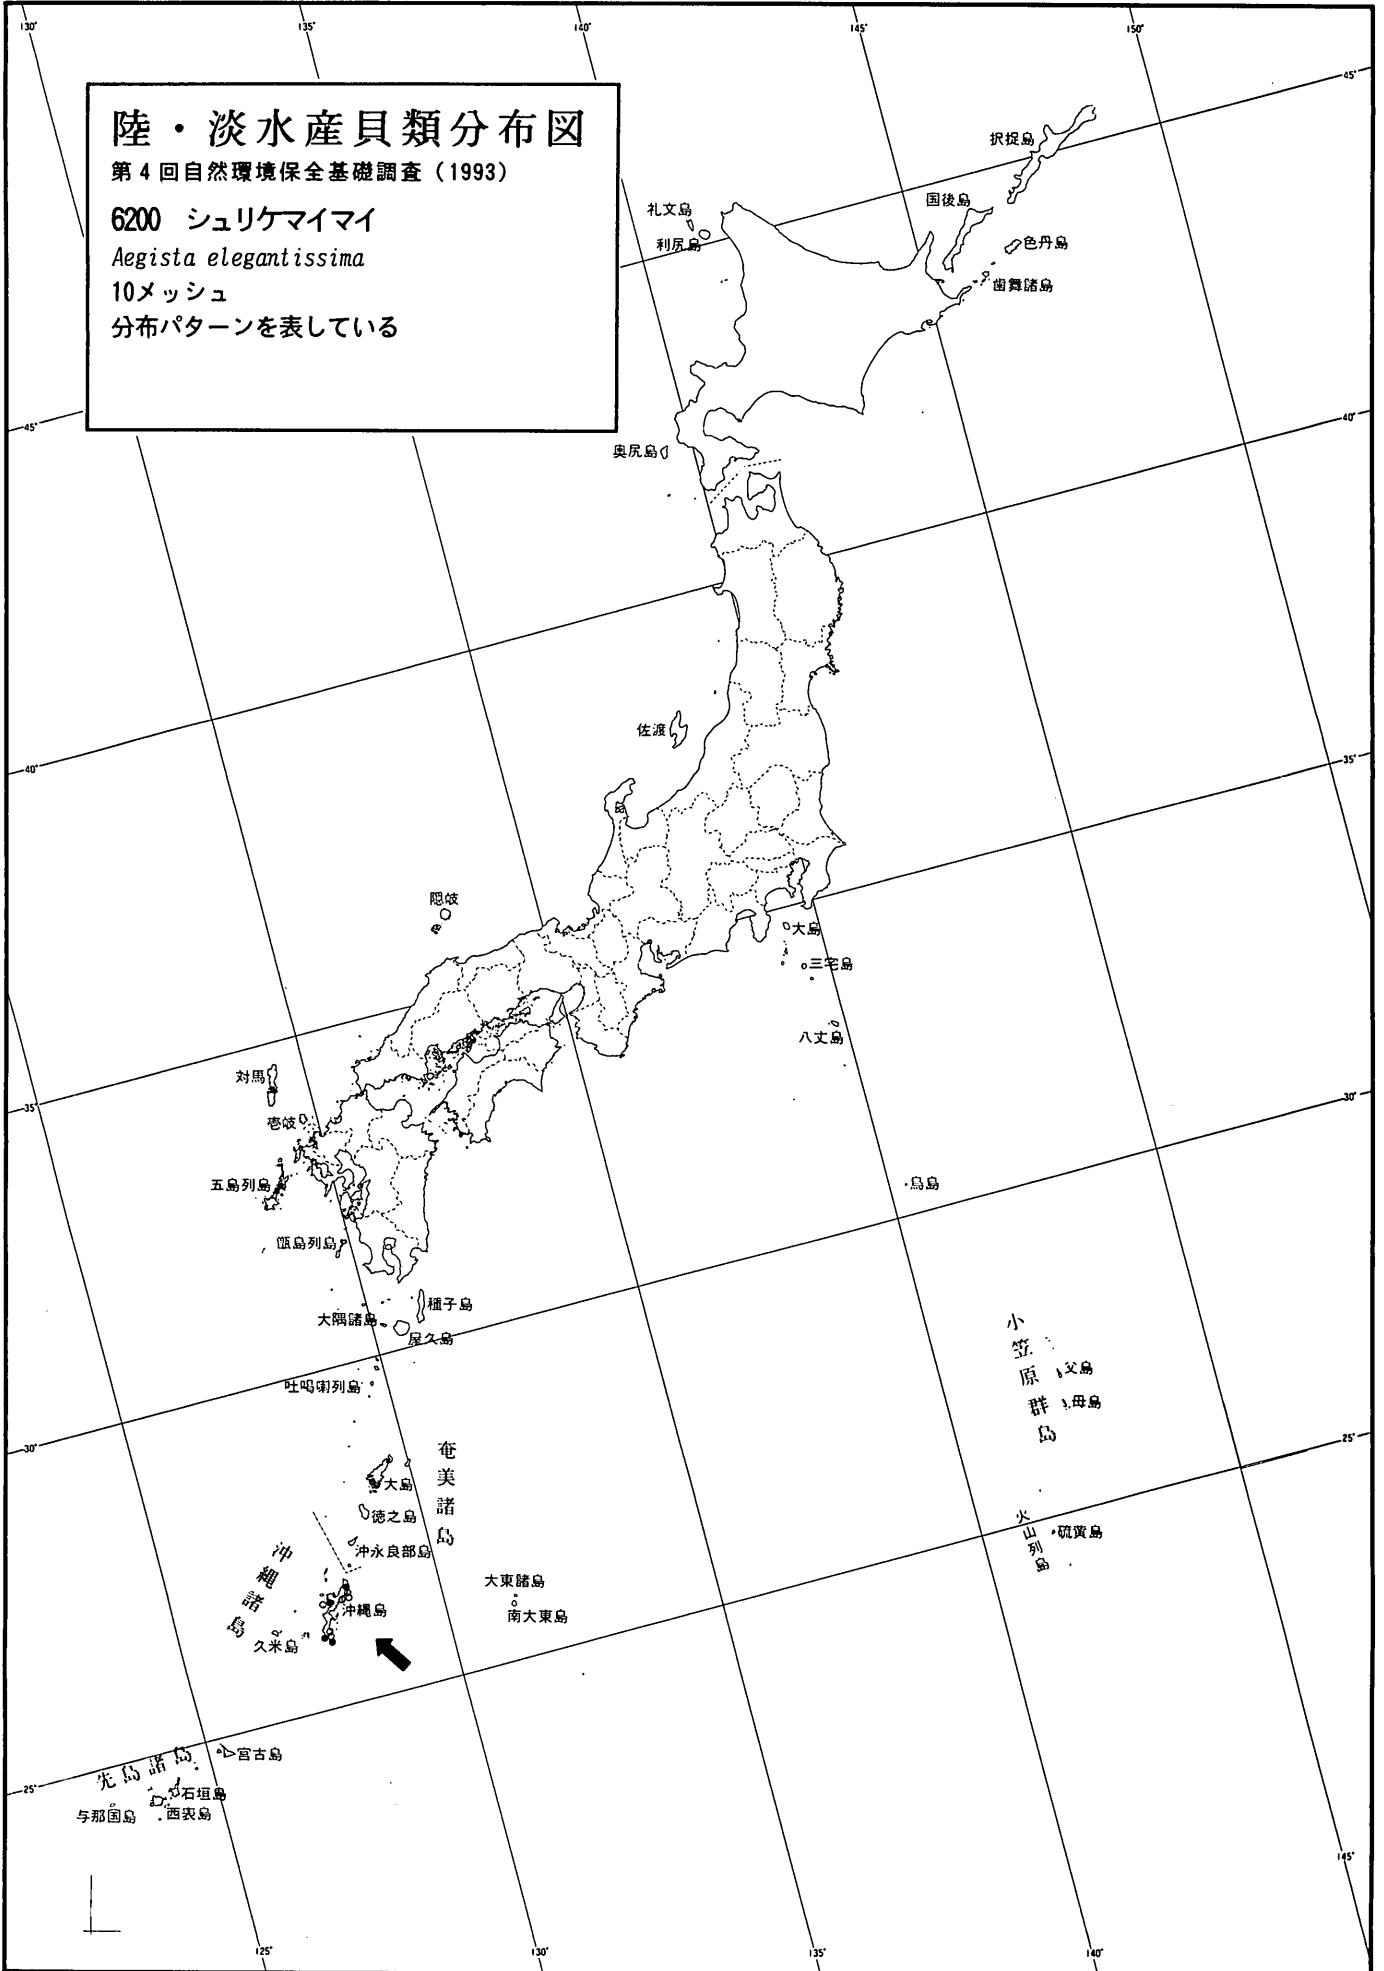 130°
135°
140°
145°
150°
陸・淡水産貝類分布図
第4回自然環境保全基礎調査（1993）
6200 シュリケマイマイ
Aegista elegantissima
10メッシュ
分布パターンを表している
45°
択捉島
国後島
礼文島
利尻島
色丹島
歯舞諸島
45°
40°
奥尻島
佐渡
40°
35°
隠岐
大島
三宅島
八丈島
対馬
35°
壱岐
30°
五島列島
鳥島
甑島列島
種子島
大隅諸島
屋久島
吐喝喇列島
小笠原群島
父島
母島
30°
25°
奄美諸島
大島
徳之島
沖永良部島
火山列島
硫黄島
沖縄諸島
大東諸島
南大東島
沖縄島
久米島
先島諸島
宮古島
25°
石垣島
与那国島
西表島
145°
125°
130°
135°
140°